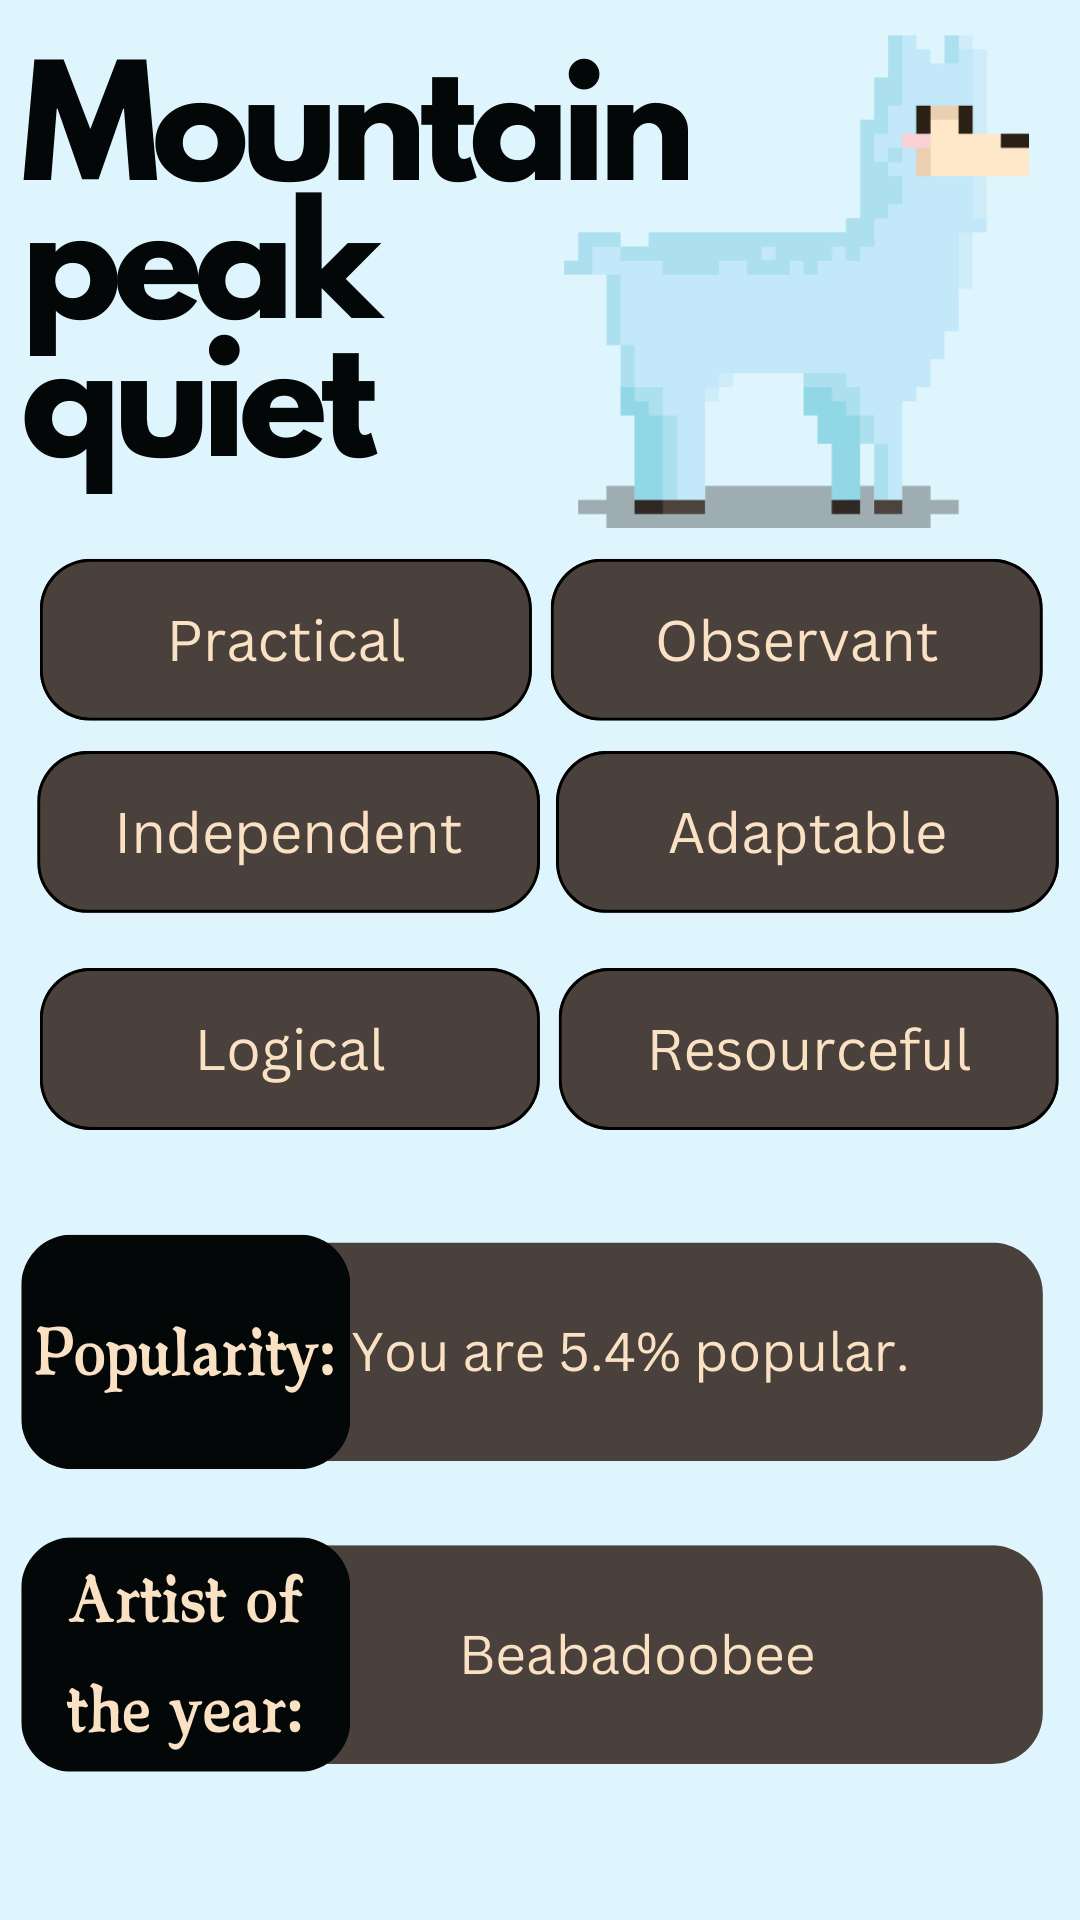 Mountain
peak
quiet
Practical
Observant
Independent
Adaptable
Logical
Resourceful
Popularity:
You are 5.4% popular.
Artist of
the year:
Beabadoobee